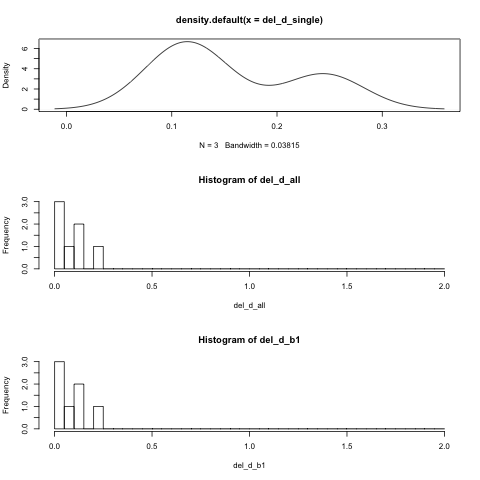 density.default(x = del_d_single)
Density
0 2 4 6
0.0 0.1 0.2 0.3
N = 3 Bandwidth = 0.03815
Histogram of del_d_all
Frequency
0.0 1.0 2.0 3.0
0.0 0.5 1.0 1.5 2.0
del_d_all
Histogram of del_d_b1
Frequency
0.0 1.0 2.0 3.0
0.0 0.5 1.0 1.5 2.0
del_d_b1